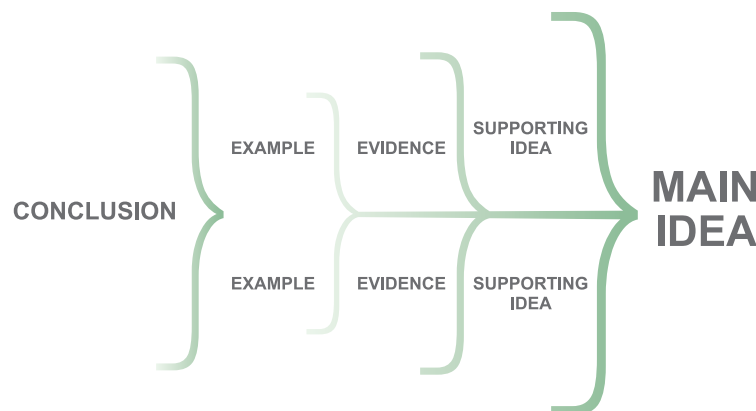 SUPPORTING
IDEA
EXAMPLE
EVIDENCE
MAIN
IDEA
CONCLUSION
EXAMPLE
EVIDENCE
SUPPORTING
IDEA